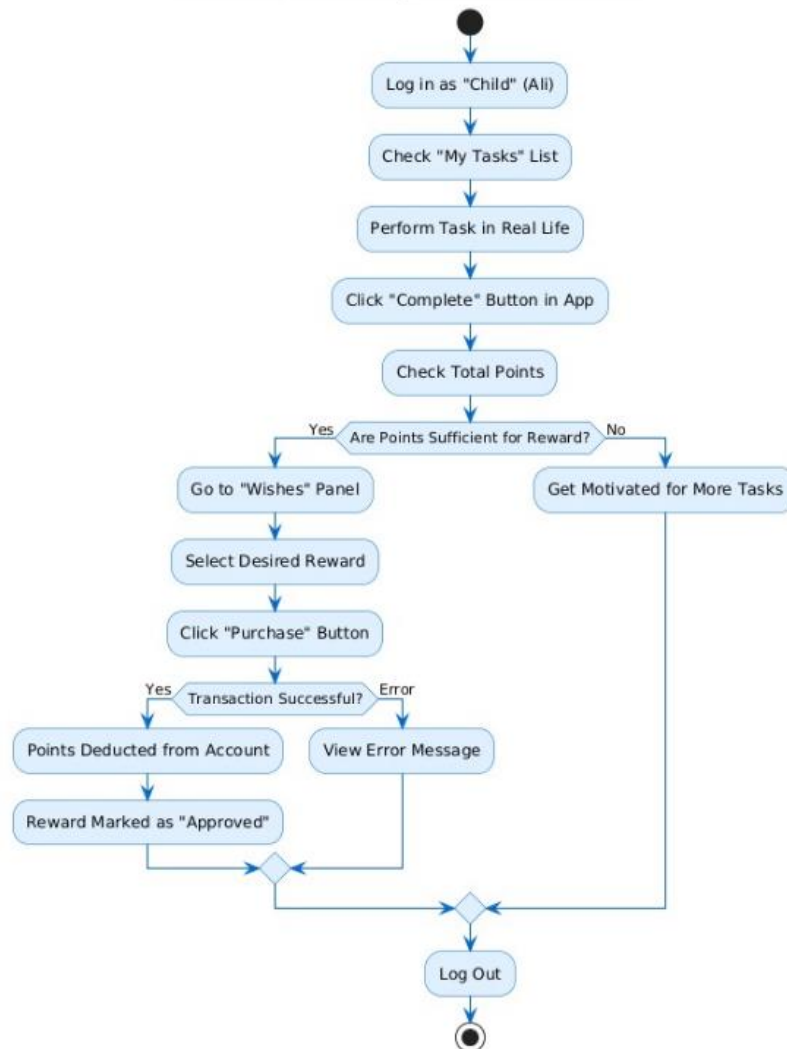 Log in as "Child" (Ali)
Check "My Tasks" List
Perform Task in Real Life
Click "Complete" Button in App
Check Total Points
Yes
Are Points Sufficient for Reward?
No
Go to "Wishes" Panel
Get Motivated for More Tasks
Select Desired Reward
Click "Purchase" Button
Yes
Transaction Successful?
Error
Points Deducted from Account
View Error Message
Reward Marked as "Approved"
Log Out